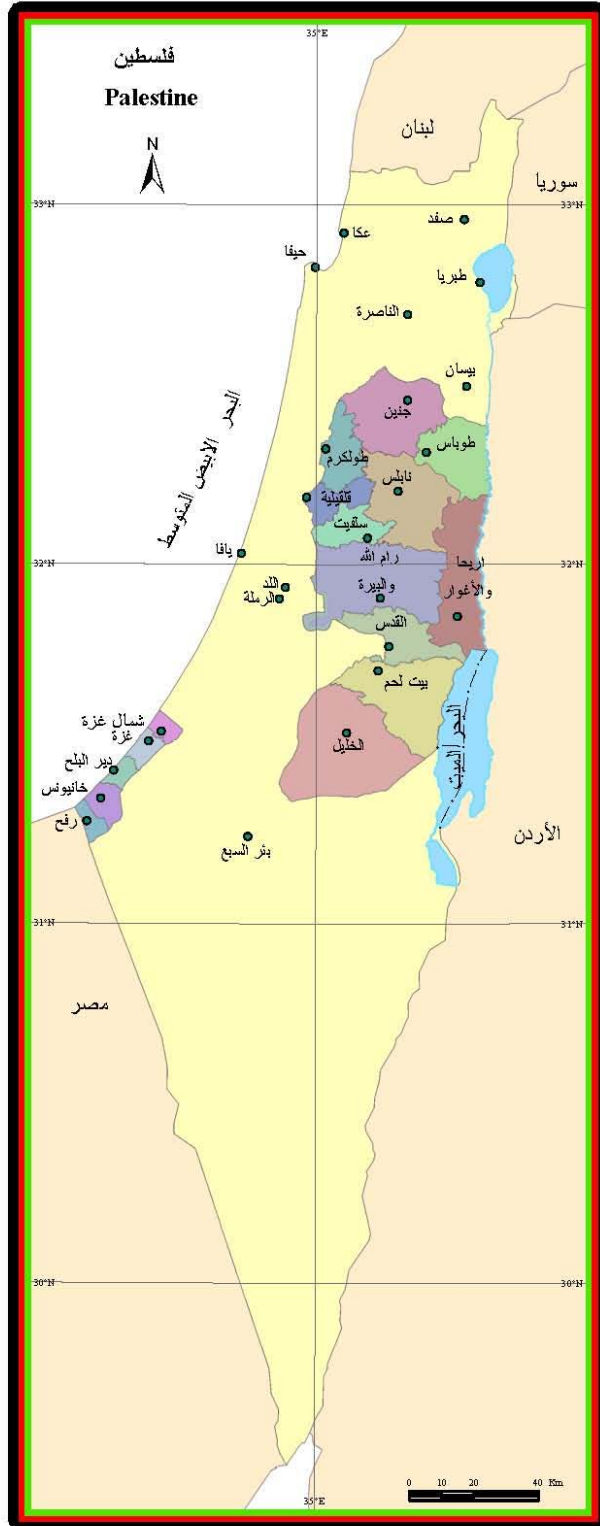 35°E
فلسطين
Palestine
N
لبنان
سوريا
33°N
33°N
صفد
عكا
حيفا
طبريا
الناصرة
بيسان
جنين
البحر الابيض المتوسط
طوباس
طولكرم
نابلس
قلقيلية
سلفيت
يافا
رام الله
والبيرة
32°N
32°N
اريحا
والأغوار
اللد
الرملة
القدس
بيت لحم
البحر الميت
شمال غزة
غزة
الخليل
دير البلح
خانيونس
رفح
الأردن
بئر السبع
31°N
31°N
مصر
30°N
30°N
0 10 20 40 Km
35°E